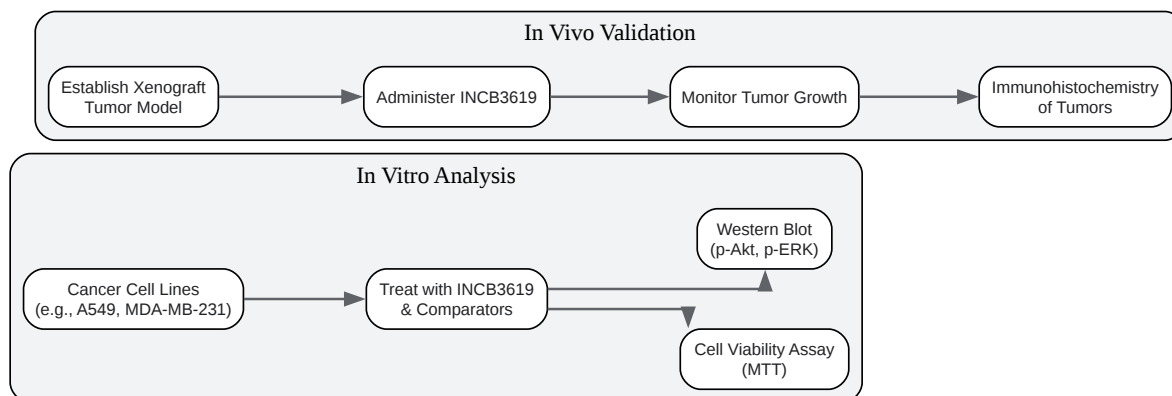 In Vivo Validation
Establish Xenograft
Tumor Model
Administer INCB3619
Monitor Tumor Growth
Immunohistochemistry
of Tumors
In Vitro Analysis
Western Blot
(p-Akt, p-ERK)
Cancer Cell Lines
(e.g., A549, MDA-MB-231)
Treat with INCB3619
& Comparators
Cell Viability Assay
(MTT)